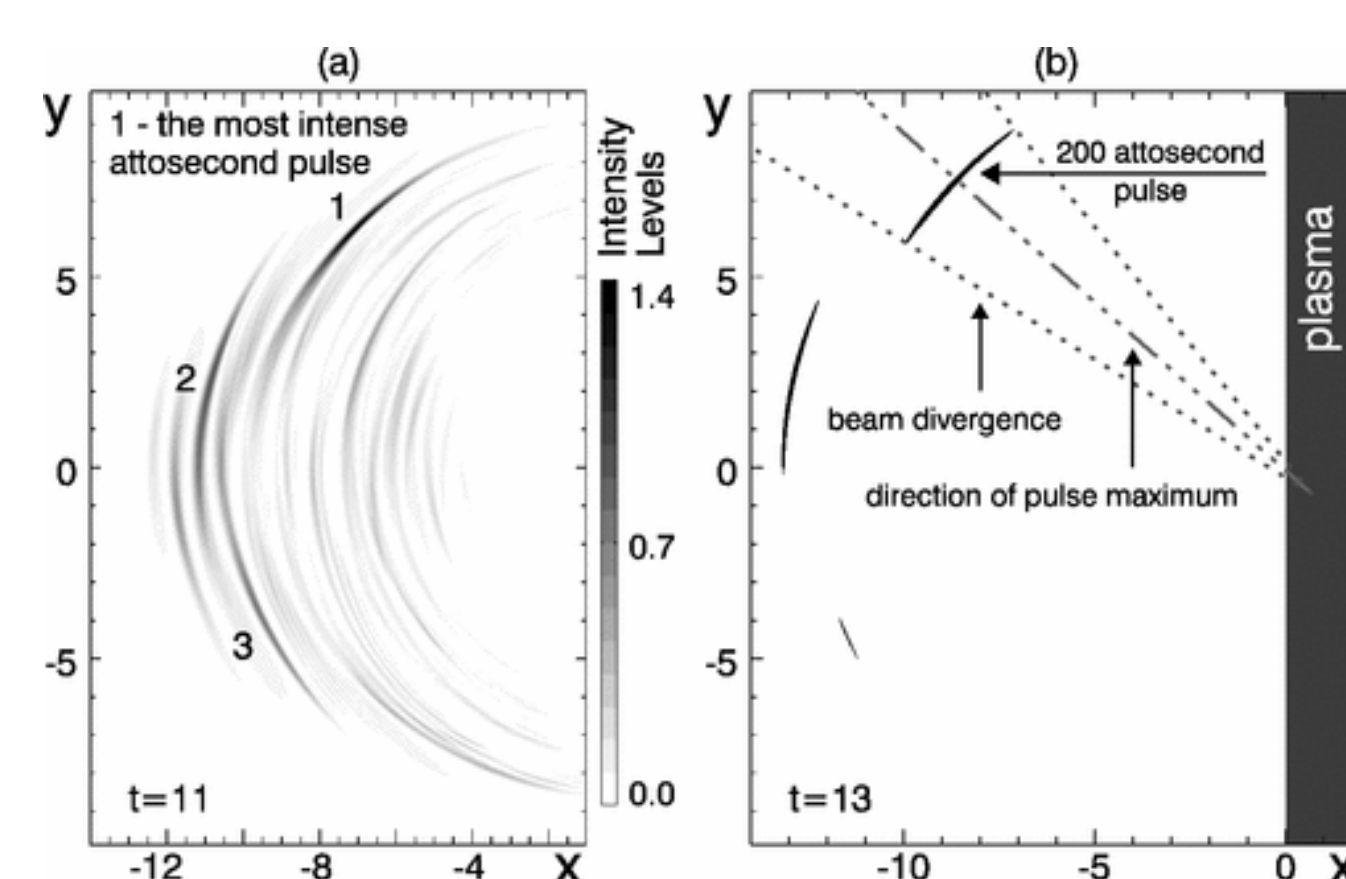 (a)
y
1 - the most intense
attosecond pulse
1
2
3
5
0
-5
t=11
-12
-8
-4
x
Intensity
Levels
1.4
0.7
0.0
(b)
y
200 attosecond
pulse
plasma
beam divergence
direction of pulse maximum
5
0
-5
t=13
-10
-5
0
x